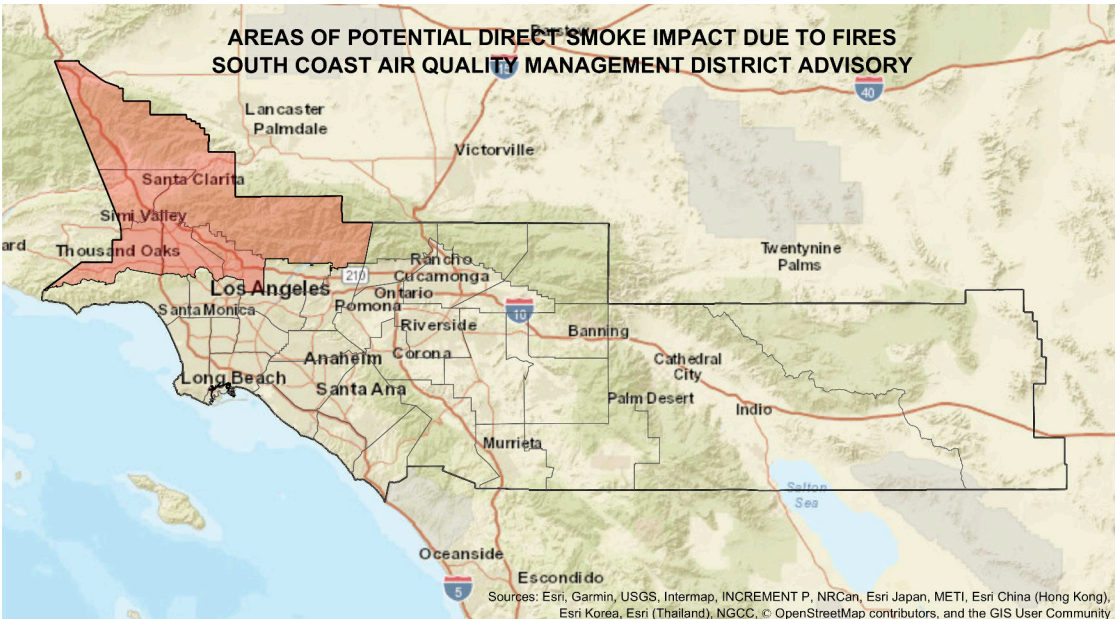 AREAS OF POTENTIAL DIRECT SMOKE IMPACT DUE TO FIRES
SOUTH COAST AIR QUALITY MANAGEMENT DISTRICT ADVISORY
Barstow
15
40
Lancaster
Palmdale
Victorville
Santa Clarita
Simi Valley
ard
Thousand Oaks
Twentynine
Palms
Rancho
Cucamonga
210
Los Angeles
Ontario
Santa Monica
Pomona
10
Riverside
Banning
Anaheim
Corona
Cathedral
City
Long Beach
Santa Ana
Palm Desert
Indio
Murrieta
Salton
Sea
Oceanside
Escondido
5
Sources: Esri, Garmin, USGS, Intermap, INCREMENT P, NRCan, Esri Japan, METI, Esri China (Hong Kong),
Esri Korea, Esri (Thailand), NGCC, © OpenStreetMap contributors, and the GIS User Community